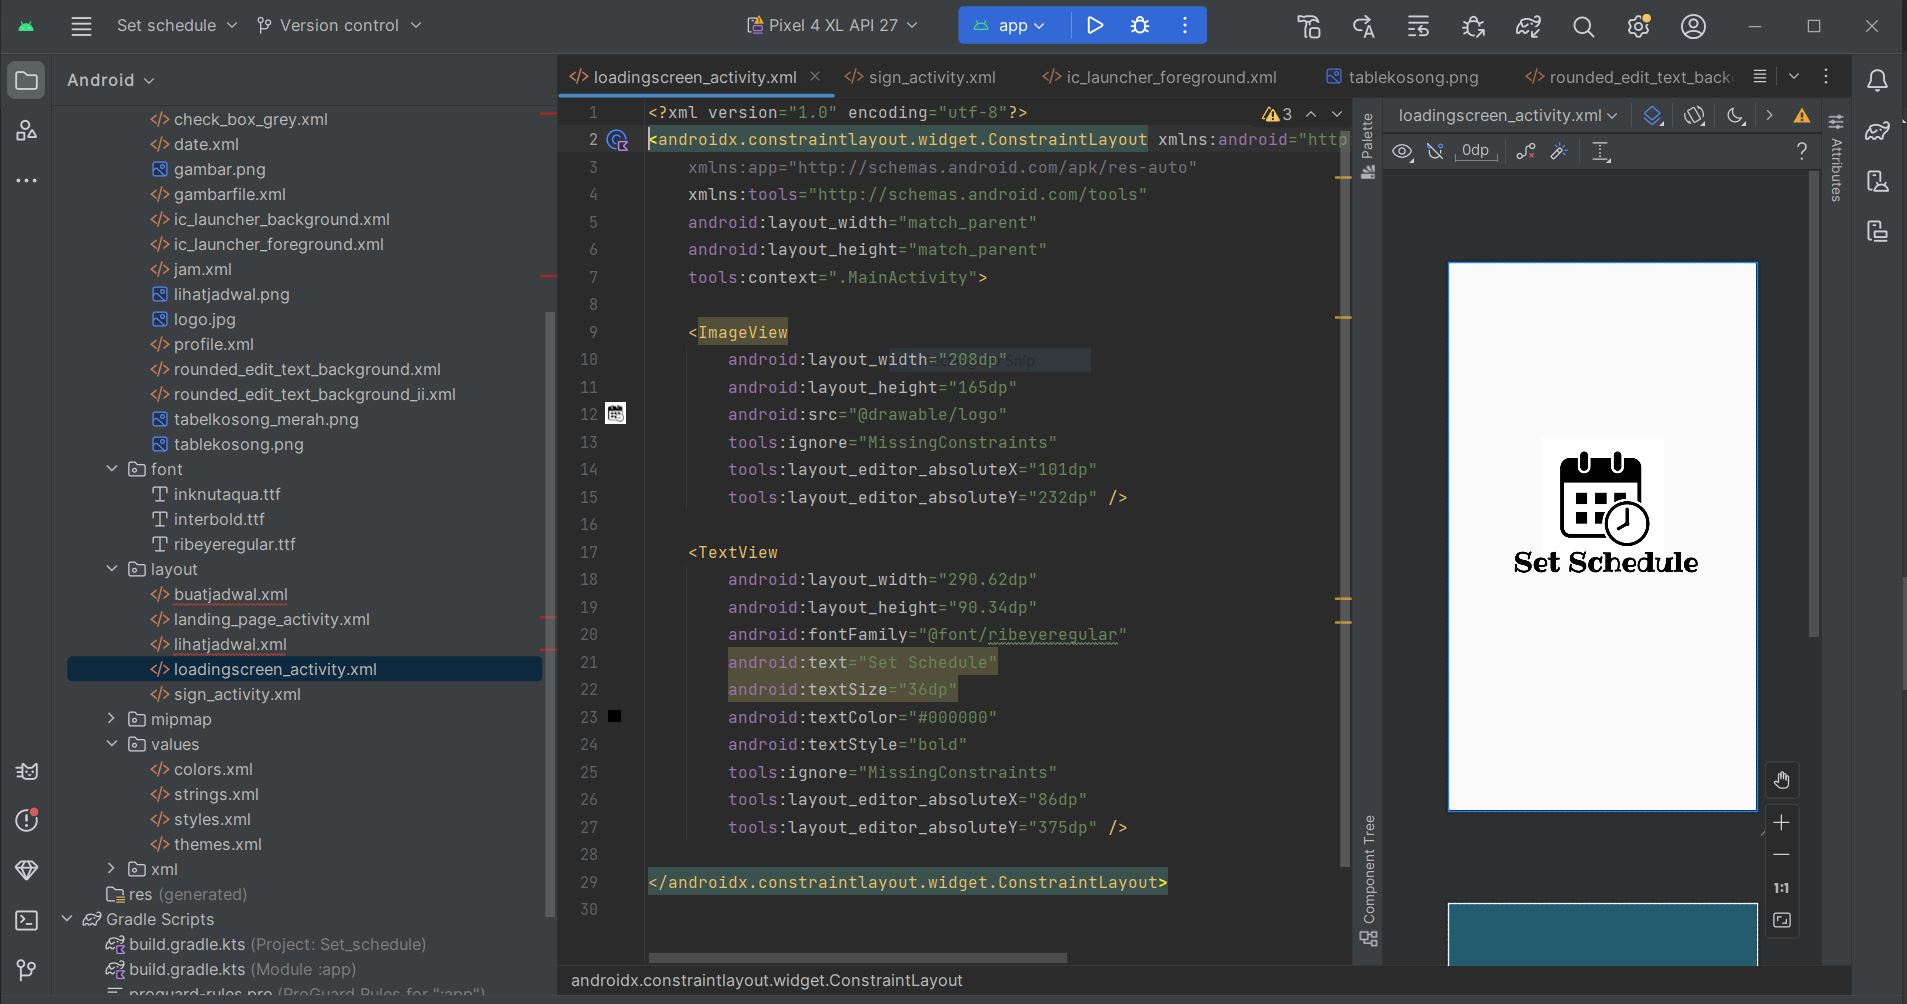 Set schedule
Version control
Pixel 4 XL API 27
app
Android
check_box_grey.xml
date.xml
gambar.png
gambarfile.xml
ic_launcher_background.xml
ic_launcher_foreground.xml
jam.xml
lihatjadwal.png
logo.jpg
profile.xml
rounded_edit_text_background.xml
rounded_edit_text_background_ii.xml
tabelkosong_merah.png
tablekosong.png
font
inknutaqua.ttf
interbold.ttf
ribeyeregular.ttf
layout
buatjadwal.xml
landing_page_activity.xml
lihatjadwal.xml
loadingscreen_activity.xml
sign_activity.xml
mipmap
values
colors.xml
strings.xml
styles.xml
themes.xml
xml
res (generated)
Gradle Scripts
build.gradle.kts (Project: Set_schedule)
build.gradle.kts (Module :app)
proguard-rules.pro (ProGuard Rules for ":app")
loadingscreen_activity.xml
sign_activity.xml
ic_launcher_foreground.xml
tablekosong.png
rounded_edit_text_back
3
1 <?xml version="1.0" encoding="utf-8"?>
2 <androidx.constraintlayout.widget.ConstraintLayout xmlns:android="http
3 xmlns:app="http://schemas.android.com/apk/res-auto"
4 xmlns:tools="http://schemas.android.com/tools"
5 android:layout_width="match_parent"
6 android:layout_height="match_parent"
7 tools:context=".MainActivity">
8
9 <ImageView
10 android:layout_width="208dp"
Snip
11 android:layout_height="165dp"
12 android:src="@drawable/logo"
13 tools:ignore="MissingConstraints"
14 tools:layout_editor_absoluteX="101dp"
15 tools:layout_editor_absoluteY="232dp" />
16
17 <TextView
18 android:layout_width="290.62dp"
19 android:layout_height="90.34dp"
20 android:fontFamily="@font/ribeyeregular"
21 android:text="Set Schedule"
22 android:textSize="36dp"
23 android:textColor="#000000"
24 android:textStyle="bold"
25 tools:ignore="MissingConstraints"
26 tools:layout_editor_absoluteX="86dp"
27 tools:layout_editor_absoluteY="375dp" />
28
29 </androidx.constraintlayout.widget.ConstraintLayout>
30
androidx.constraintlayout.widget.ConstraintLayout
Palette
Component Tree
loadingscreen_activity.xml
0dp
?
Set Schedule
1:1
Attributes